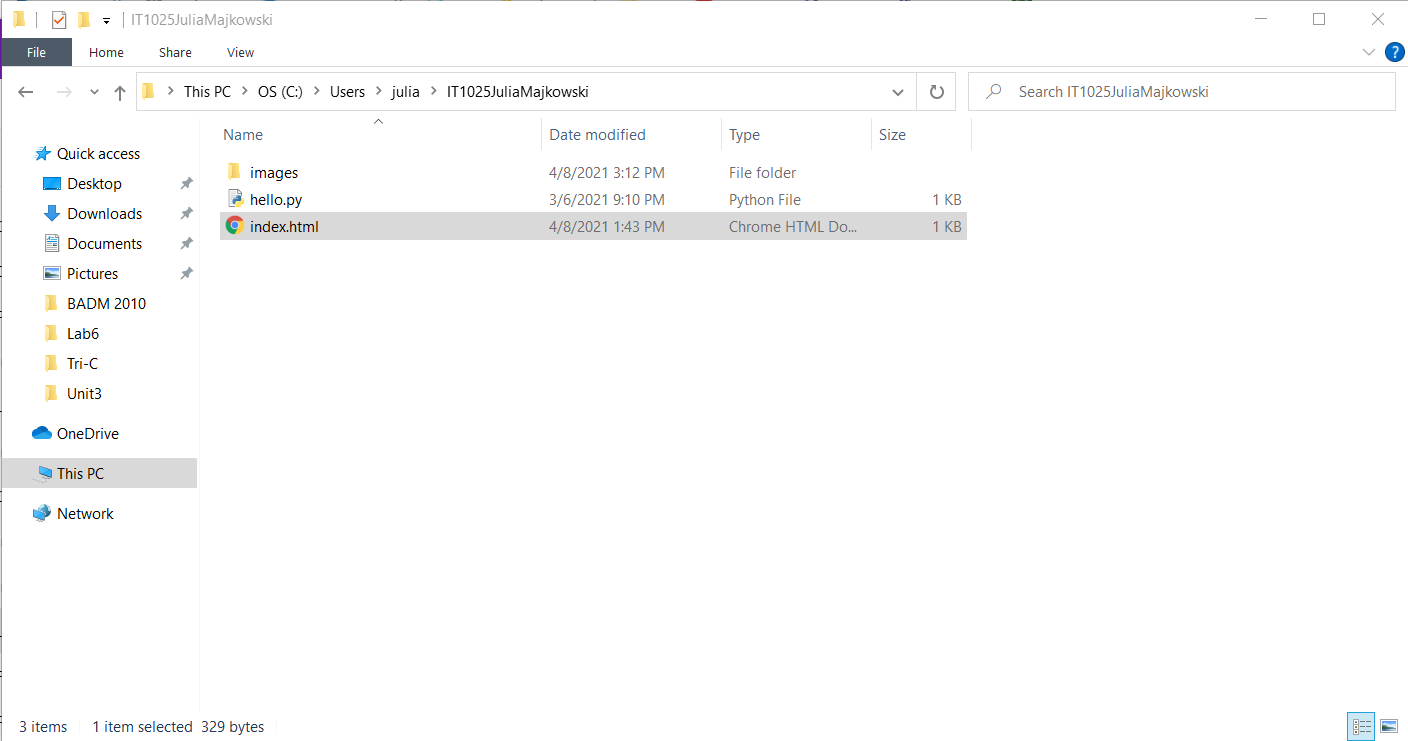 IT1025JuliaMajkowski
File Home Share View ?
This PC OS (C:) Users julia IT1025JuliaMajkowski Search IT1025JuliaMajkowski
Name Date modified Type Size
Quick access
Desktop
Downloads
Documents
Pictures
BADM 2010
Lab6
Tri-C
Unit3
OneDrive
This PC
Network
images 4/8/2021 3:12 PM File folder
hello.py 3/6/2021 9:10 PM Python File 1 KB
index.html 4/8/2021 1:43 PM Chrome HTML Do... 1 KB
3 items 1 item selected 329 bytes